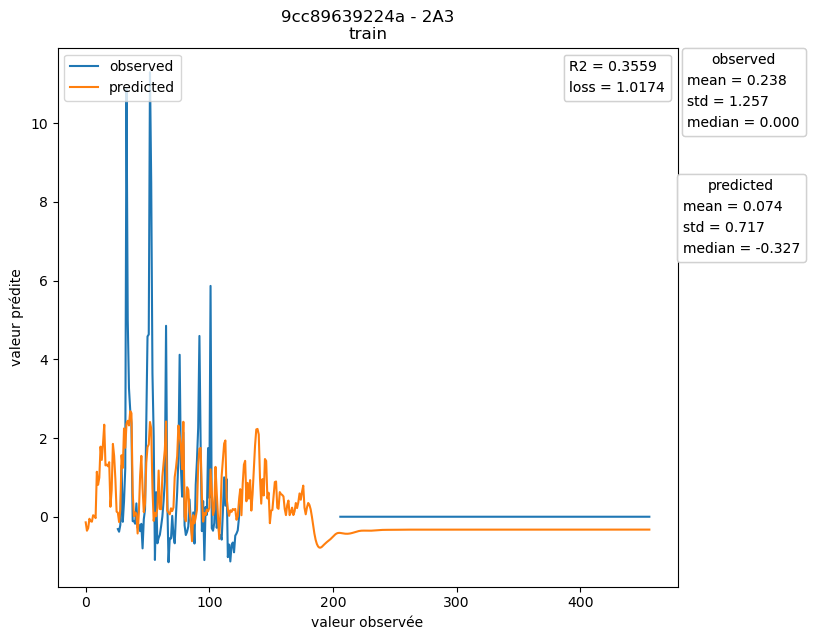 9cc89639224a - 2A3
train
observed
predicted
R2 = 0.3559
loss = 1.0174
observed
mean = 0.238
std = 1.257
median = 0.000
predicted
mean = 0.074
std = 0.717
median = -0.327
valeur prédite
10
8
6
4
2
0
0 100 200 300 400
valeur observée